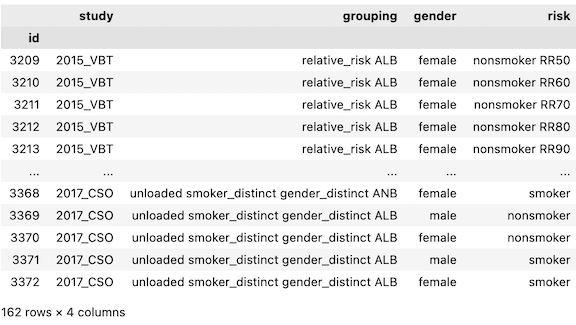 study grouping gender risk
id
3209 2015_VBT relative_risk ALB female nonsmoker RR50
3210 2015_VBT relative_risk ALB female nonsmoker RR60
3211 2015_VBT relative_risk ALB female nonsmoker RR70
3212 2015_VBT relative_risk ALB female nonsmoker RR80
3213 2015_VBT relative_risk ALB female nonsmoker RR90
... ... ... ... ...
3368 2017_CSO unloaded smoker_distinct gender_distinct ANB female smoker
3369 2017_CSO unloaded smoker_distinct gender_distinct ALB male nonsmoker
3370 2017_CSO unloaded smoker_distinct gender_distinct ALB female nonsmoker
3371 2017_CSO unloaded smoker_distinct gender_distinct ALB male smoker
3372 2017_CSO unloaded smoker_distinct gender_distinct ALB female smoker
162 rows × 4 columns